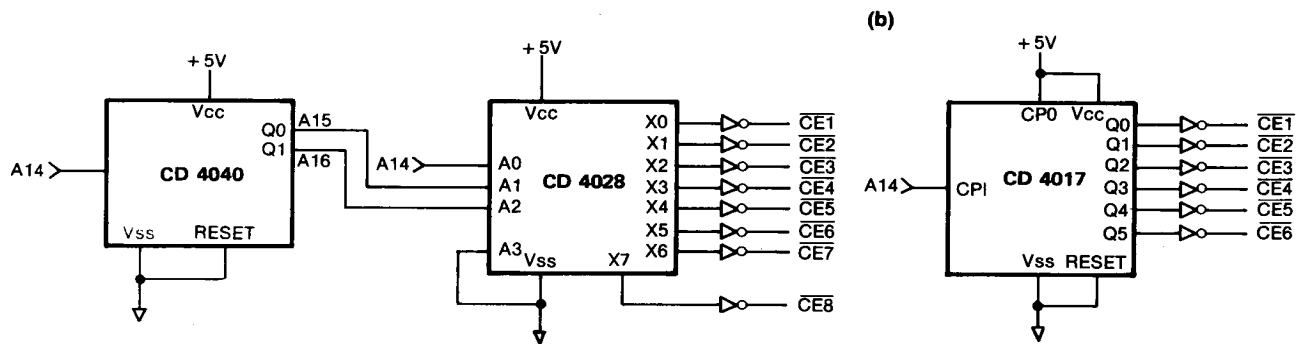 (b)
+5V
Vcc
A14
CD 4040
Q0
A15
Q1
A16
Vss
RESET
+5V
Vcc
A14
A0
A1
A2
A3
CD 4028
Vss
X0
X1
X2
X3
X4
X5
X6
X7
CE1
CE2
CE3
CE4
CE5
CE6
CE7
CE8
+5V
CP0
Vcc
A14
CPI
CD 4017
Q0
Q1
Q2
Q3
Q4
Q5
Vss
RESET
CE1
CE2
CE3
CE4
CE5
CE6